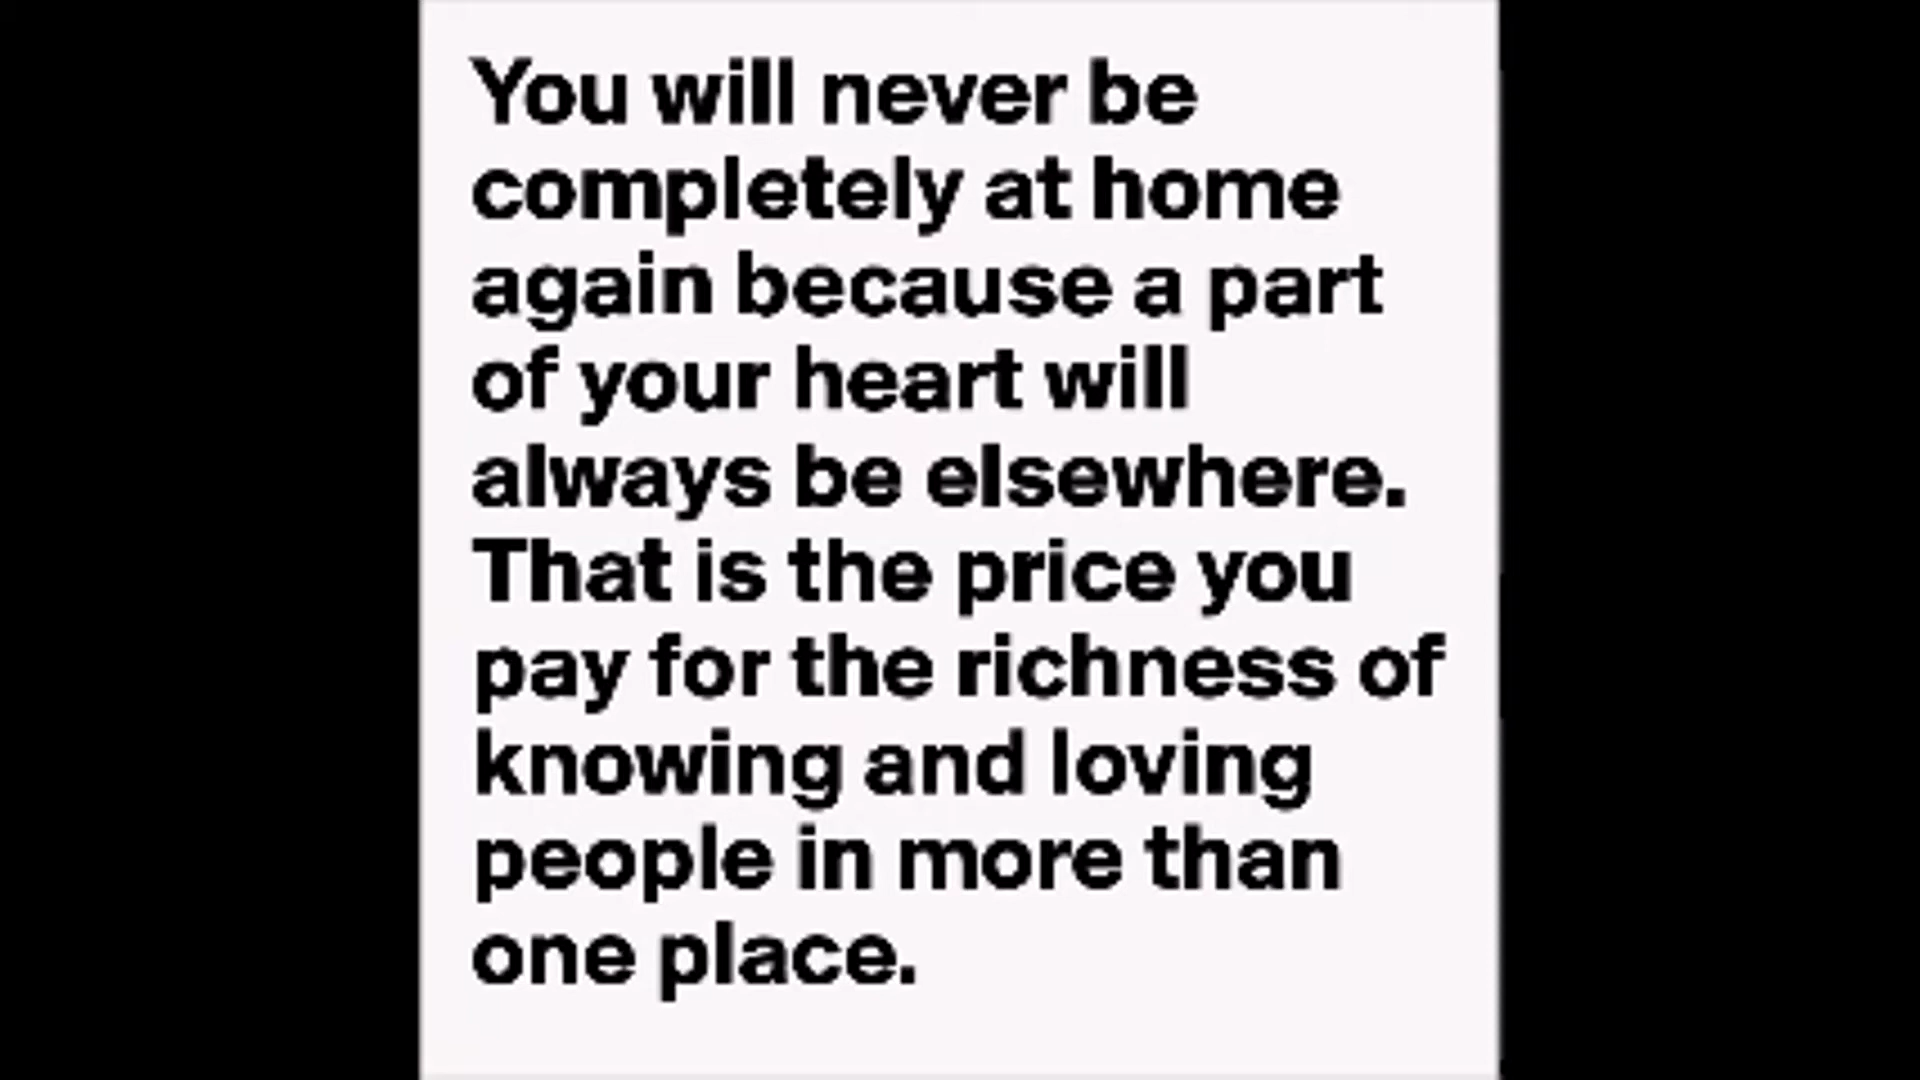 You will never be
completely at home
again because a part
of your heart will
always be elsewhere.
That is the price you
pay for the richness of
knowing and loving
people in more than
one place.